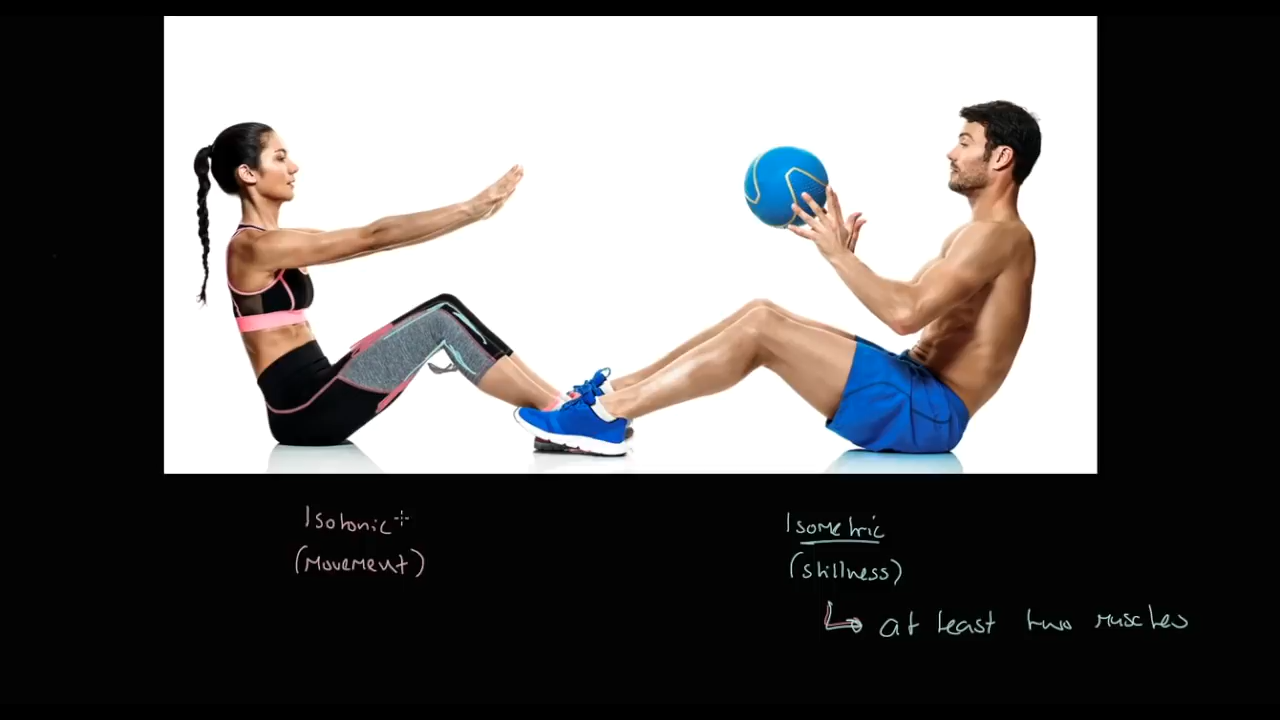 Isotonic
(Movement)
Isometric
(stillness)
at least two muscles